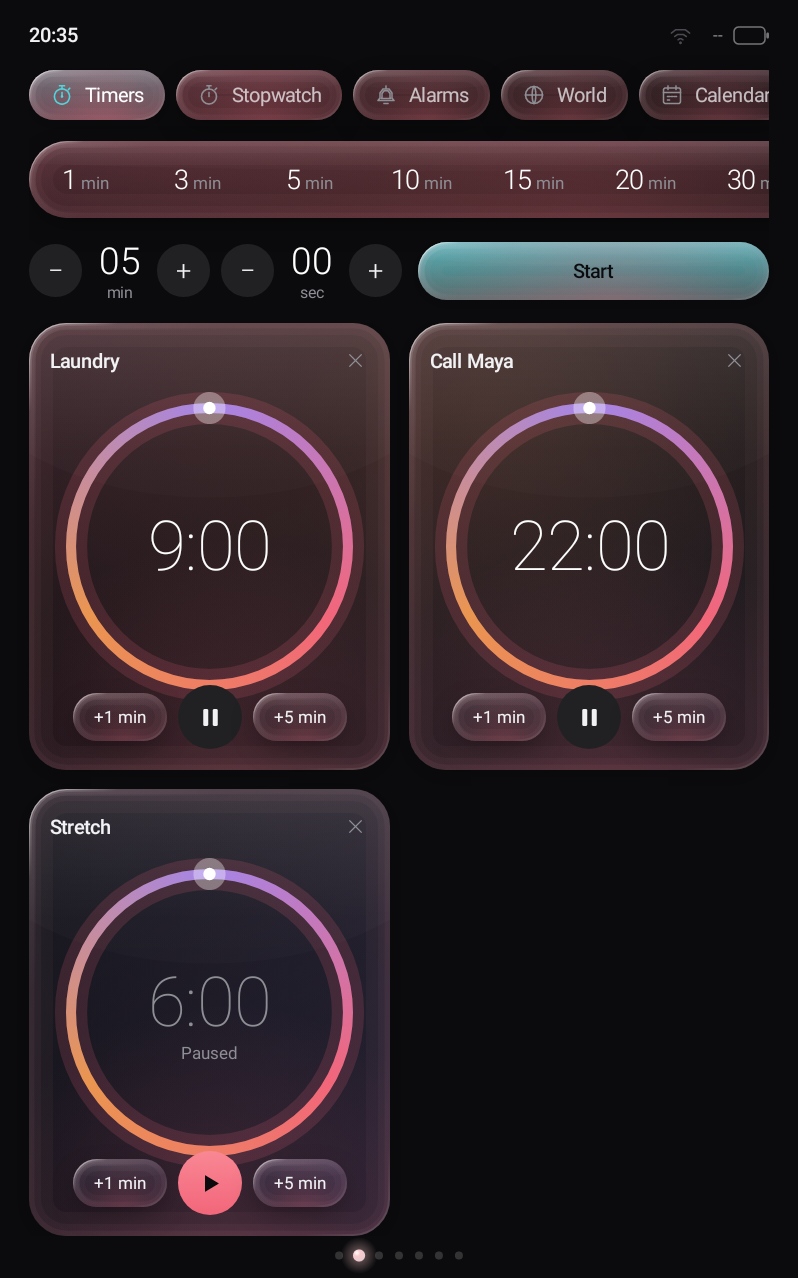 20:35
--
Timers Stopwatch Alarms World Calendar
1 min 3 min 5 min 10 min 15 min 20 min 30
− 05 + − 00 + Start
min sec
Laundry
9:00
+1 min +5 min
Call Maya
22:00
+1 min +5 min
Stretch
6:00
Paused
+1 min +5 min